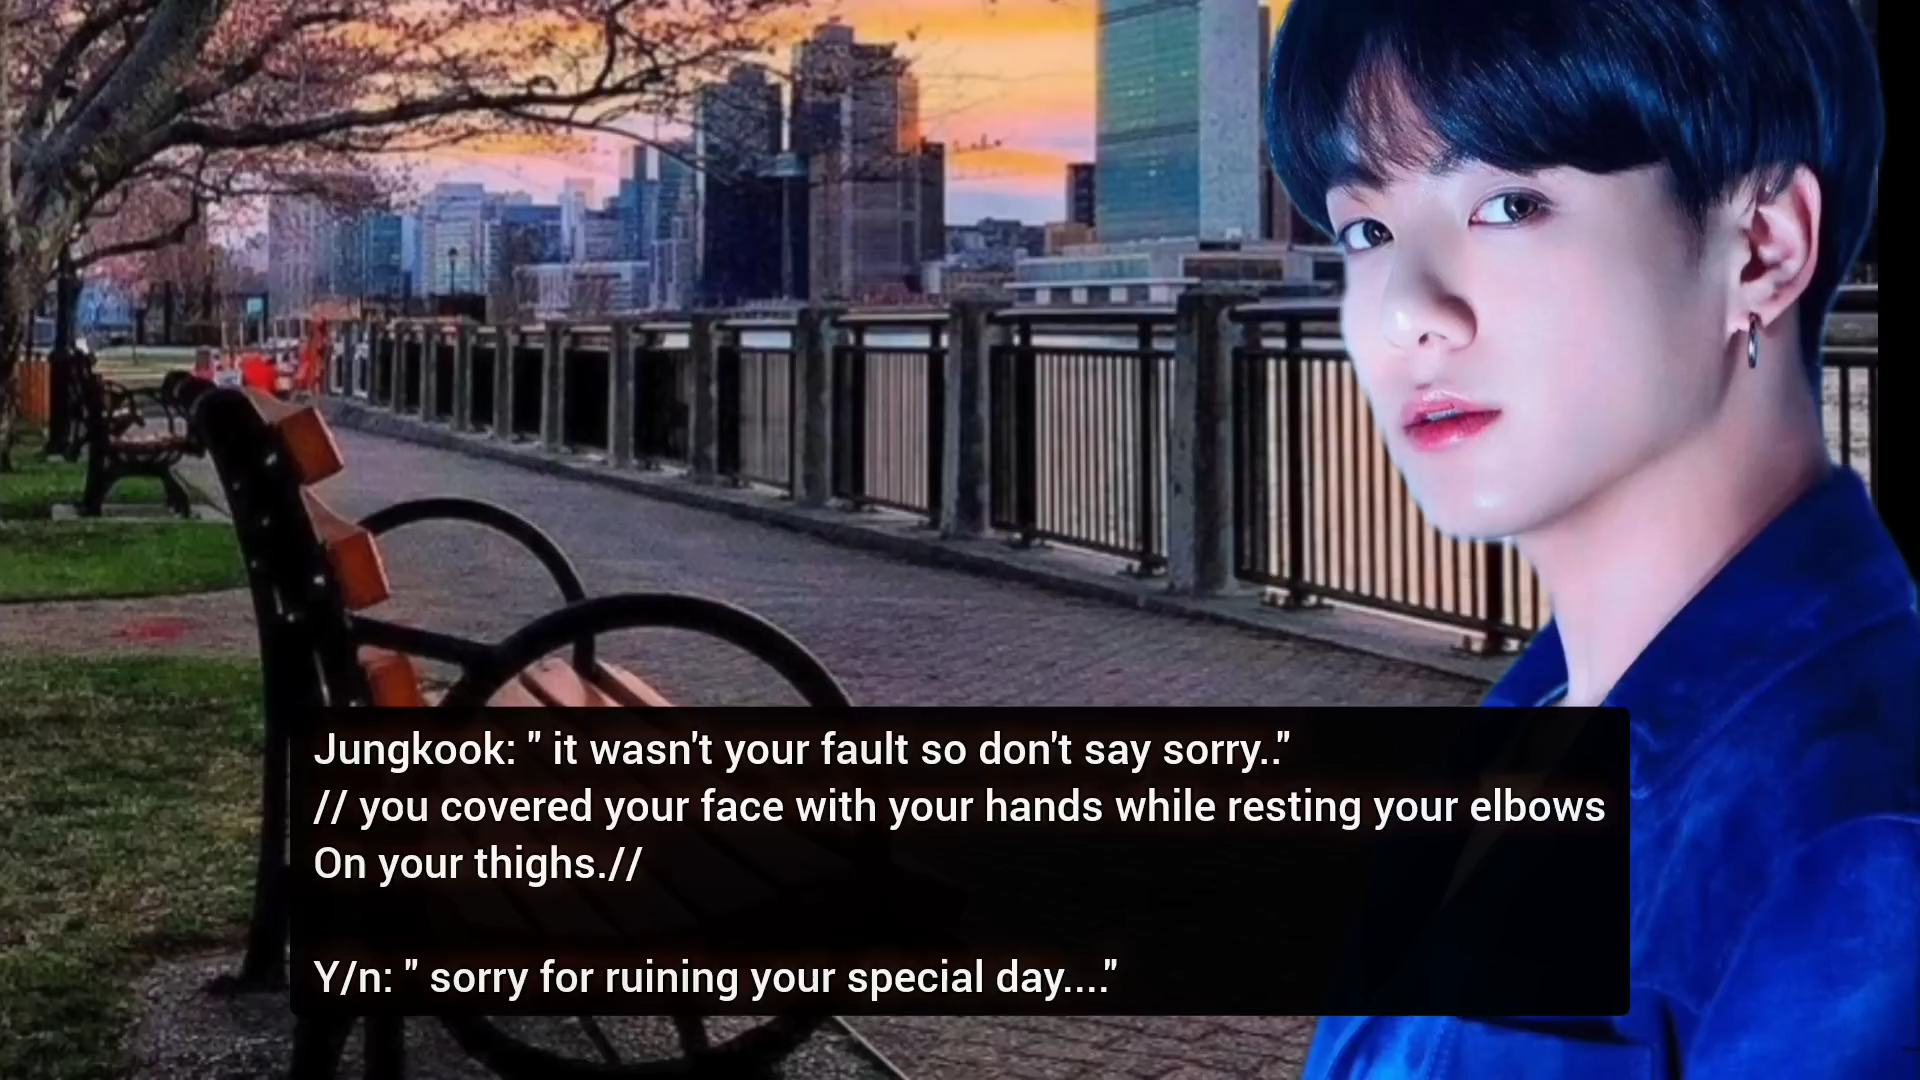 Jungkook: " it wasn't your fault so don't say sorry.."
// you covered your face with your hands while resting your elbows
On your thighs.//
Y/n: " sorry for ruining your special day...."